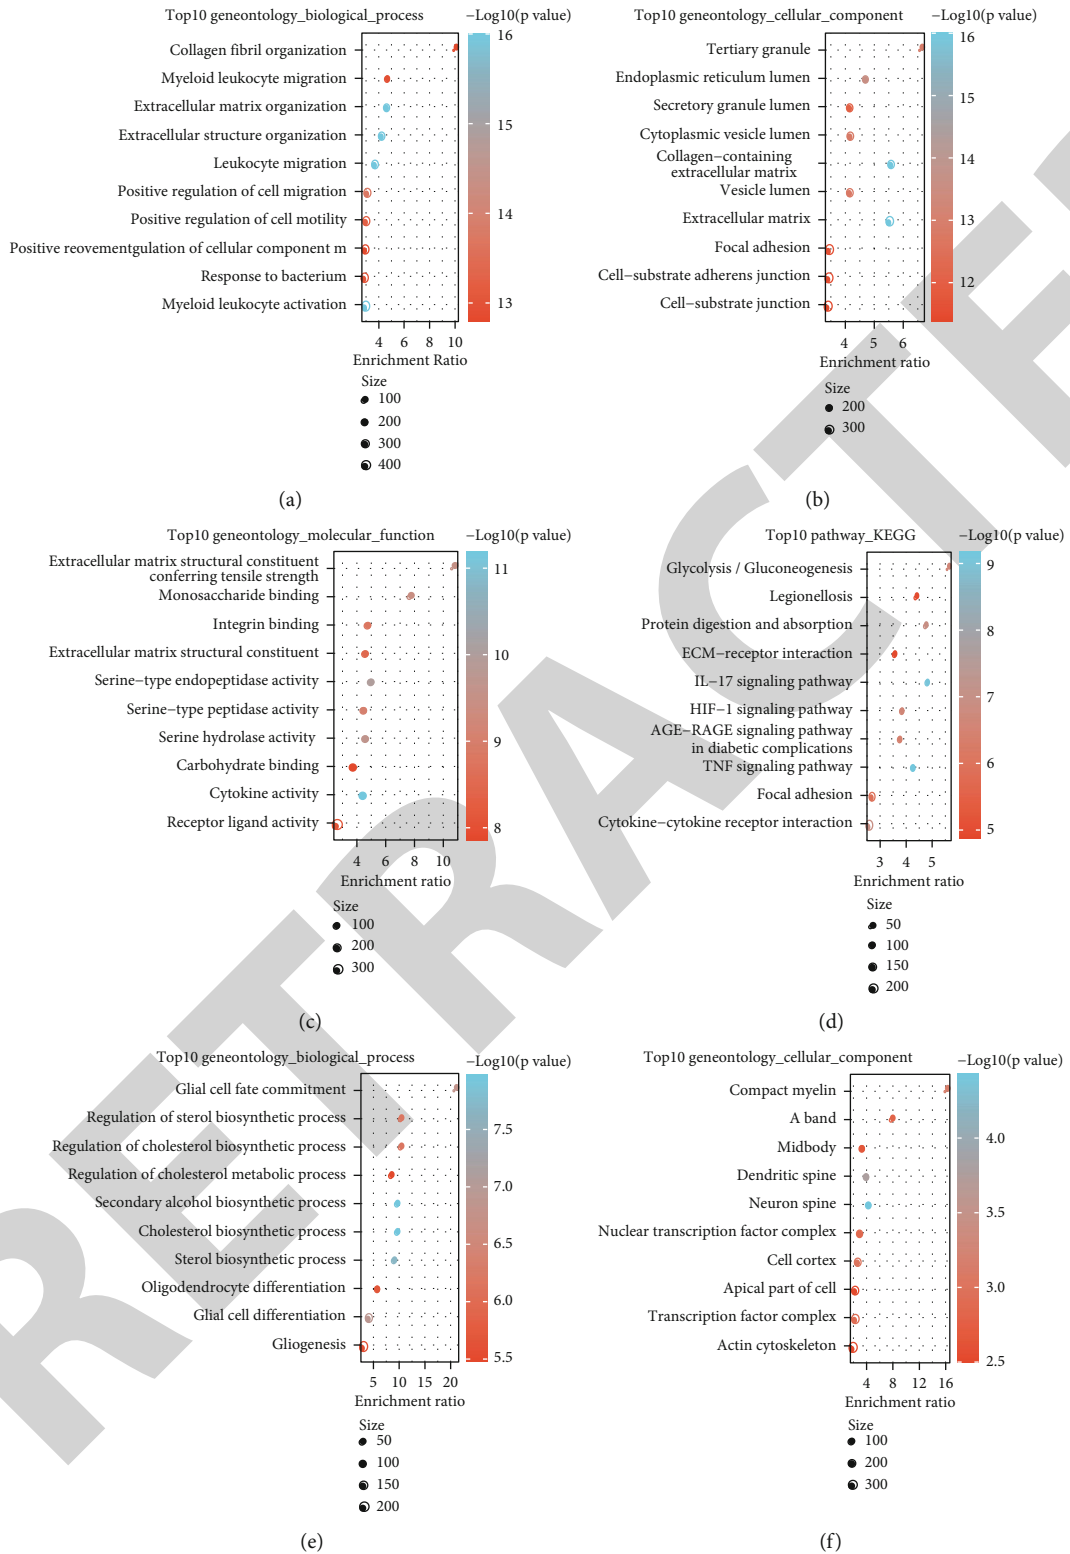 Top10 geneontology_biological_process
−Log10(p value)
Collagen fibril organization
Myeloid leukocyte migration
Extracellular matrix organization
Extracellular structure organization
Leukocyte migration
Positive regulation of cell migration
Positive regulation of cell motility
Positive reovementgulation of cellular component m
Response to bacterium
Myeloid leukocyte activation
16
15
14
13
4 6 8 10
Enrichment Ratio
Size
100
200
300
400
(a)
Top10 geneontology_cellular_component
−Log10(p value)
Tertiary granule
Endoplasmic reticulum lumen
Secretory granule lumen
Cytoplasmic vesicle lumen
Collagen−containing
extracellular matrix
Vesicle lumen
Extracellular matrix
Focal adhesion
Cell−substrate adherens junction
Cell−substrate junction
16
15
14
13
12
4 5 6
Enrichment ratio
Size
200
300
(b)
Top10 geneontology_molecular_function
−Log10(p value)
Extracellular matrix structural constituent
conferring tensile strength
Monosaccharide binding
Integrin binding
Extracellular matrix structural constituent
Serine−type endopeptidase activity
Serine−type peptidase activity
Serine hydrolase activity
Carbohydrate binding
Cytokine activity
Receptor ligand activity
11
10
9
8
4 6 8 10
Enrichment ratio
Size
100
200
300
(c)
Top10 pathway_KEGG
−Log10(p value)
Glycolysis / Gluconeogenesis
Legionellosis
Protein digestion and absorption
ECM−receptor interaction
IL−17 signaling pathway
HIF−1 signaling pathway
AGE−RAGE signaling pathway
in diabetic complications
TNF signaling pathway
Focal adhesion
Cytokine−cytokine receptor interaction
9
8
7
6
5
3 4 5
Enrichment ratio
Size
50
100
150
200
(d)
Top10 geneontology_biological_process
−Log10(p value)
Glial cell fate commitment
Regulation of sterol biosynthetic process
Regulation of cholesterol biosynthetic process
Regulation of cholesterol metabolic process
Secondary alcohol biosynthetic process
Cholesterol biosynthetic process
Sterol biosynthetic process
Oligodendrocyte differentiation
Glial cell differentiation
Gliogenesis
7.5
7.0
6.5
6.0
5.5
5 10 15 20
Enrichment ratio
Size
50
100
150
200
(e)
Top10 geneontology_cellular_component
−Log10(p value)
Compact myelin
A band
Midbody
Dendritic spine
Neuron spine
Nuclear transcription factor complex
Cell cortex
Apical part of cell
Transcription factor complex
Actin cytoskeleton
4.0
3.5
3.0
2.5
4 8 12 16
Enrichment ratio
Size
100
200
300
(f)
RETRACTE